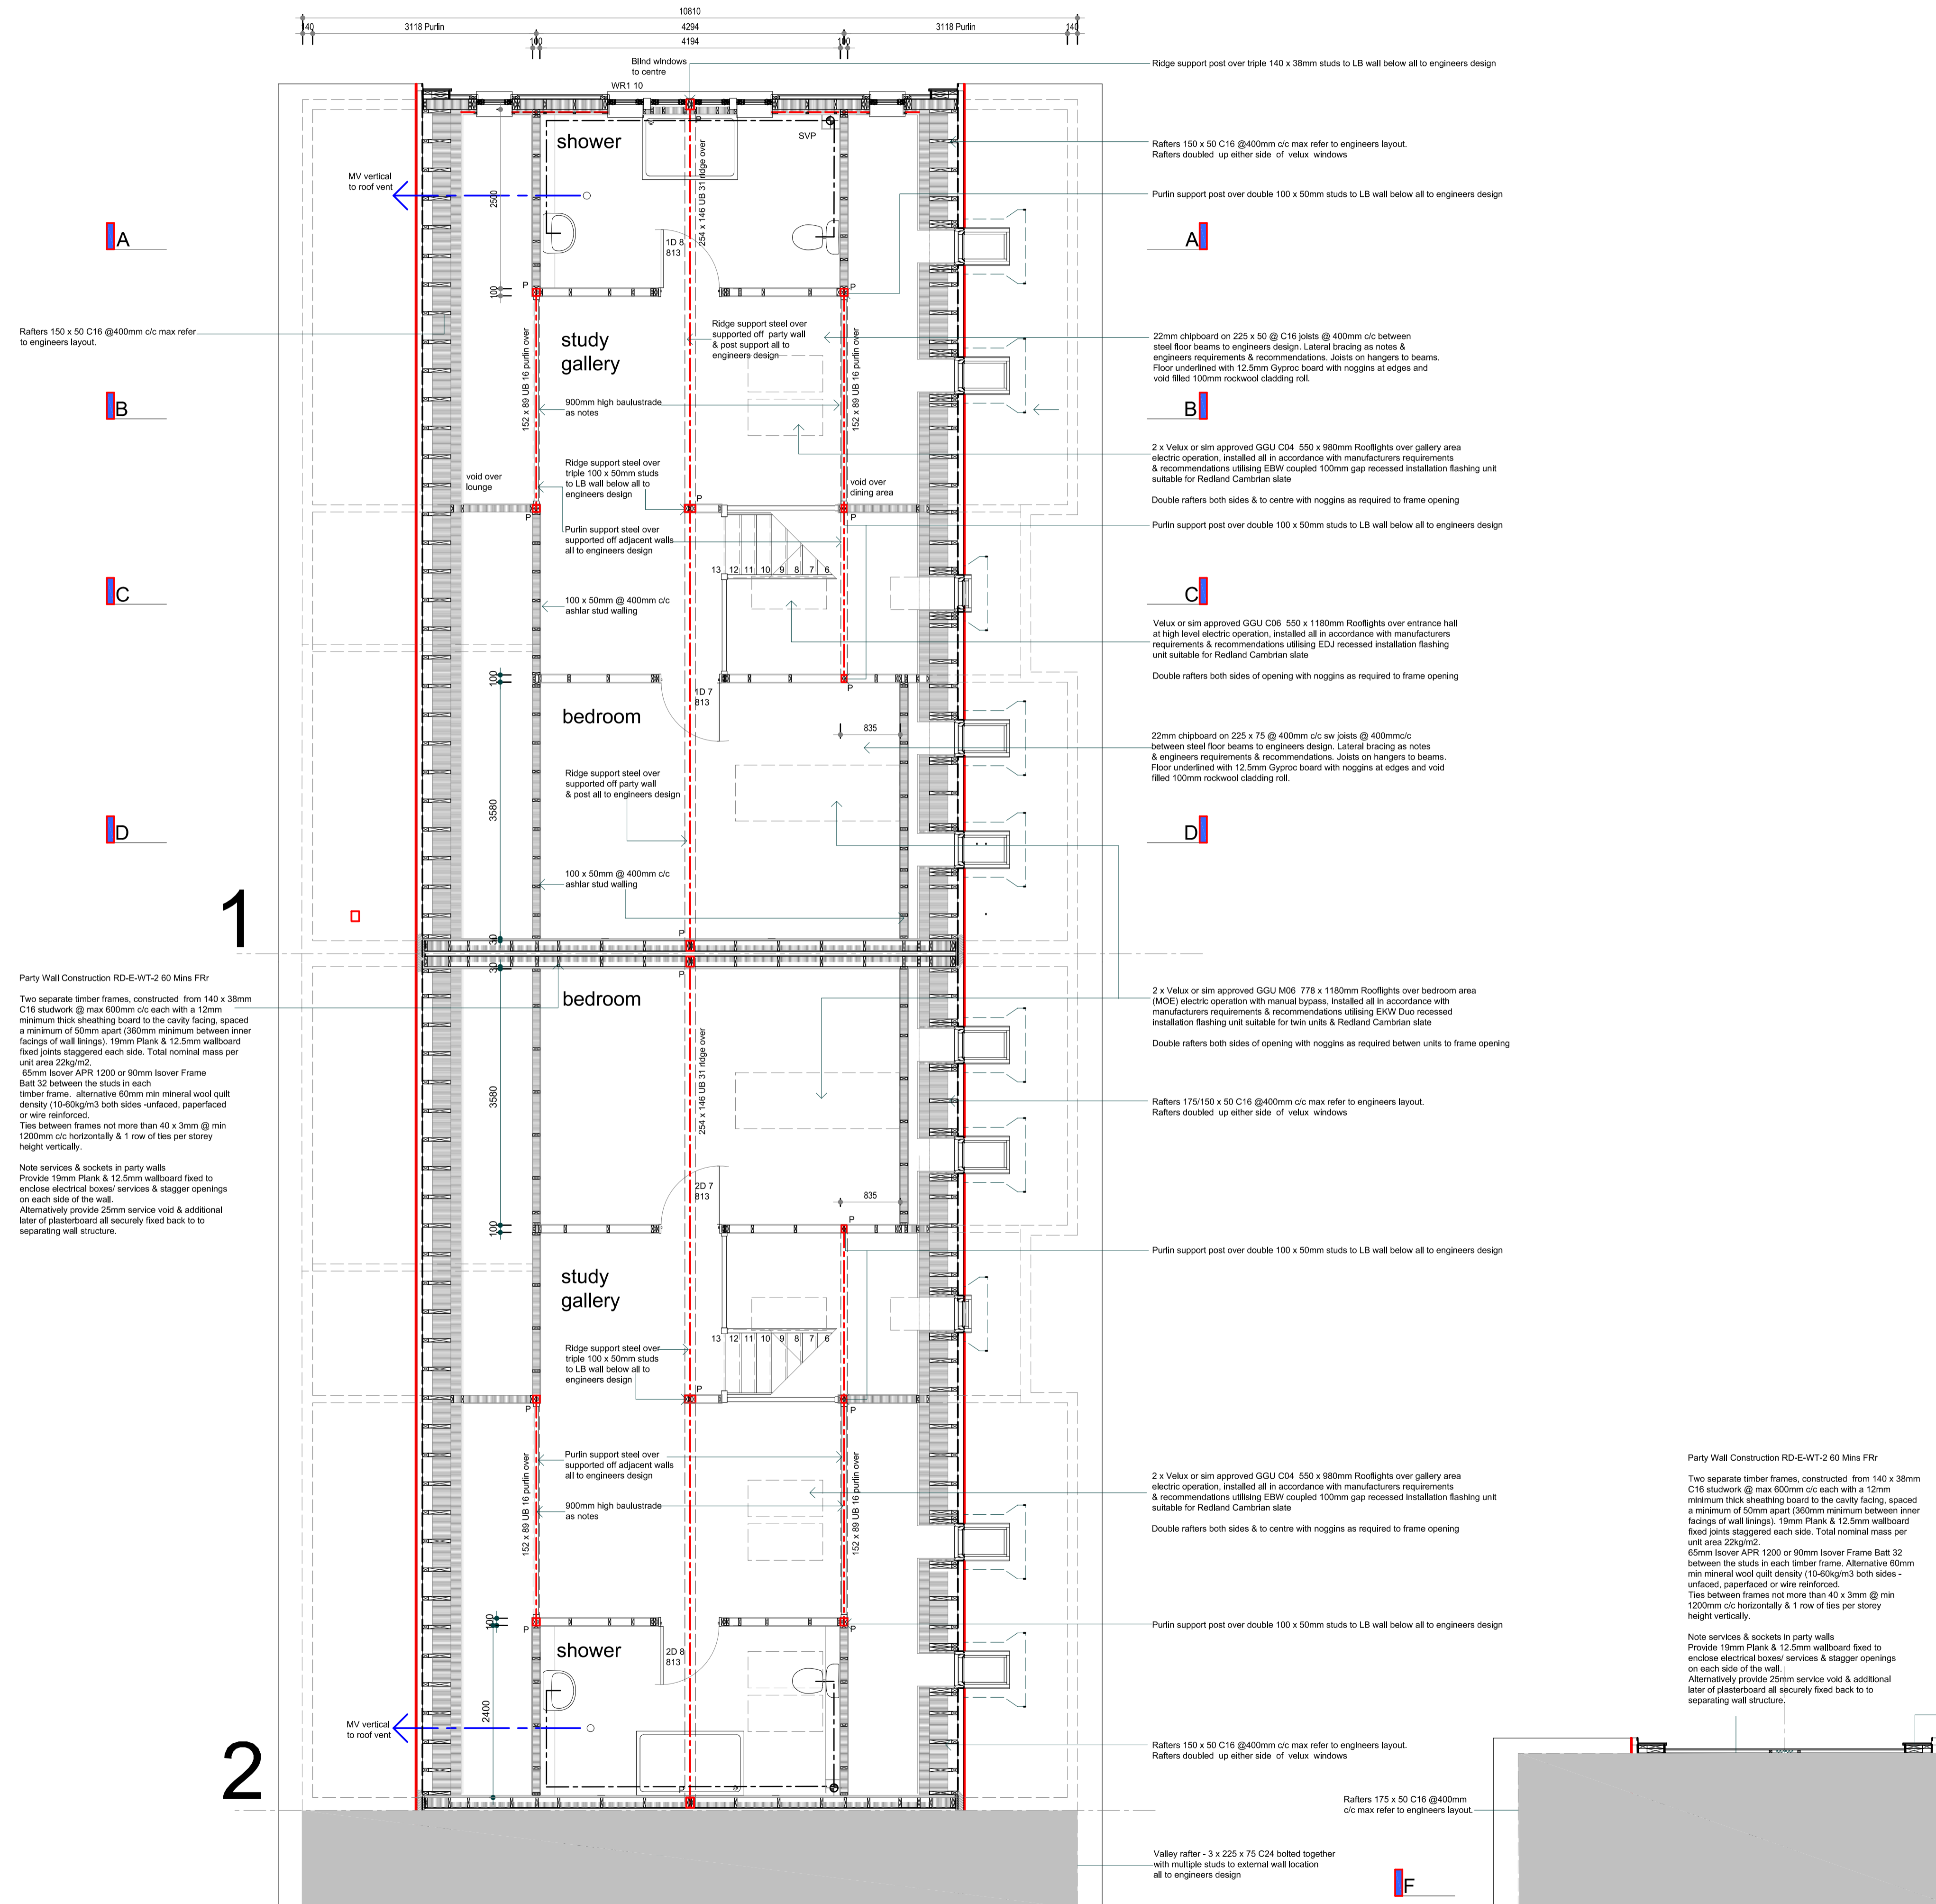 10810
140
3118 Purlin
4294
3118 Purlin
140
100
4194
100
Blind windows
to centre
WR1 10
Ridge support post over triple 140 x 38mm studs to LB wall below all to engineers design
P
shower
SVP
254 x 146 UB 31 ridge over
Rafters 150 x 50 C16 @400mm c/c max refer to engineers layout.
Rafters doubled up either side of velux windows
MV vertical
to roof vent
2500
Purlin support post over double 100 x 50mm studs to LB wall below all to engineers design
A
A
1D 8
813
P
P
100
Rafters 150 x 50 C16 @400mm c/c max refer
to engineers layout.
study
gallery
Ridge support steel over
supported off party wall
& post support all to
engineers design
152 x 89 UB 16 purlin over
152 x 89 UB 16 purlin over
22mm chipboard on 225 x 50 @ C16 joists @ 400mm c/c between
steel floor beams to engineers design. Lateral bracing as notes &
engineers requirements & recommendations. Joists on hangers to beams.
Floor underlined with 12.5mm Gyproc board with noggins at edges and
void filled 100mm rockwool cladding roll.
B
B
900mm high baulustrade
as notes
2 x Velux or sim approved GGU C04 550 x 980mm Rooflights over gallery area
electric operation, installed all in accordance with manufacturers requirements
& recommendations utilising EBW coupled 100mm gap recessed installation flashing unit
suitable for Redland Cambrian slate
Double rafters both sides & to centre with noggins as required to frame opening
void over
lounge
Ridge support steel over
triple 100 x 50mm studs
to LB wall below all to
engineers design
void over
dining area
P
P
P
Purlin support steel over
supported off adjacent walls
all to engineers design
Purlin support post over double 100 x 50mm studs to LB wall below all to engineers design
13 12 11 10 9 8 7 6
C
C
100 x 50mm @ 400mm c/c
ashlar stud walling
Velux or sim approved GGU C06 550 x 1180mm Rooflights over entrance hall
at high level electric operation, installed all in accordance with manufacturers
requirements & recommendations utilising EDJ recessed installation flashing
unit suitable for Redland Cambrian slate
Double rafters both sides of opening with noggins as required to frame opening
100
1D 7
813
P
bedroom
835
22mm chipboard on 225 x 75 @ 400mm c/c sw joists @ 400mmc/c
between steel floor beams to engineers design. Lateral bracing as notes
& engineers requirements & recommendations. Joists on hangers to beams.
Floor underlined with 12.5mm Gyproc board with noggins at edges and void
filled 100mm rockwool cladding roll.
Ridge support steel over
supported off party wall
& post all to engineers design
3580
D
D
100 x 50mm @ 400mm c/c
ashlar stud walling
1
P
30
30
P
Party Wall Construction RD-E-WT-2 60 Mins FRr
Two separate timber frames, constructed from 140 x 38mm
C16 studwork @ max 600mm c/c each with a 12mm
minimum thick sheathing board to the cavity facing, spaced
a minimum of 50mm apart (360mm minimum between inner
facings of wall linings). 19mm Plank & 12.5mm wallboard
fixed joints staggered each side. Total nominal mass per
unit area 22kg/m2.
65mm Isover APR 1200 or 90mm Isover Frame
Batt 32 between the studs in each
timber frame. alternative 60mm min mineral wool quilt
density (10-60kg/m3 both sides -unfaced, paperfaced
or wire reinforced.
Ties between frames not more than 40 x 3mm @ min
1200mm c/c horizontally & 1 row of ties per storey
height vertically.
Note services & sockets in party walls
Provide 19mm Plank & 12.5mm wallboard fixed to
enclose electrical boxes/ services & stagger openings
on each side of the wall.
Alternatively provide 25mm service void & additional
later of plasterboard all securely fixed back to to
separating wall structure.
bedroom
2 x Velux or sim approved GGU M06 778 x 1180mm Rooflights over bedroom area
(MOE) electric operation with manual bypass, installed all in accordance with
manufacturers requirements & recommendations utilising EKW Duo recessed
installation flashing unit suitable for twin units & Redland Cambrian slate
Double rafters both sides of opening with noggins as required betwen units to frame opening
3580
254 x 146 UB 31 ridge over
Rafters 175/150 x 50 C16 @400mm c/c max refer to engineers layout.
Rafters doubled up either side of velux windows
2D 7
813
835
P
100
Purlin support post over double 100 x 50mm studs to LB wall below all to engineers design
study
gallery
13 12 11 10 9 8 7 6
Ridge support steel over
triple 100 x 50mm studs
to LB wall below all to
engineers design
P
P
P
152 x 89 UB 16 purlin over
Purlin support steel over
supported off adjacent walls
all to engineers design
152 x 89 UB 16 purlin over
900mm high baulustrade
as notes
2 x Velux or sim approved GGU C04 550 x 980mm Rooflights over gallery area
electric operation, installed all in accordance with manufacturers requirements
& recommendations utilising EBW coupled 100mm gap recessed installation flashing unit
suitable for Redland Cambrian slate
Double rafters both sides & to centre with noggins as required to frame opening
100
P
P
Purlin support post over double 100 x 50mm studs to LB wall below all to engineers design
shower
2D 8
813
2400
MV vertical
to roof vent
2
P
Rafters 150 x 50 C16 @400mm c/c max refer to engineers layout.
Rafters doubled up either side of velux windows
Party Wall Construction RD-E-WT-2 60 Mins FRr
Two separate timber frames, constructed from 140 x 38mm
C16 studwork @ max 600mm c/c each with a 12mm
minimum thick sheathing board to the cavity facing, spaced
a minimum of 50mm apart (360mm minimum between inner
facings of wall linings). 19mm Plank & 12.5mm wallboard
fixed joints staggered each side. Total nominal mass per
unit area 22kg/m2.
65mm Isover APR 1200 or 90mm Isover Frame Batt 32
between the studs in each timber frame. Alternative 60mm
min mineral wool quilt density (10-60kg/m3 both sides -
unfaced, paperfaced or wire reinforced.
Ties between frames not more than 40 x 3mm @ min
1200mm c/c horizontally & 1 row of ties per storey
height vertically.
Note services & sockets in party walls
Provide 19mm Plank & 12.5mm wallboard fixed to
enclose electrical boxes/ services & stagger openings
on each side of the wall.
Alternatively provide 25mm service void & additional
later of plasterboard all securely fixed back to to
separating wall structure.
Rafters 175 x 50 C16 @400mm
c/c max refer to engineers layout.
Valley rafter - 3 x 225 x 75 C24 bolted together
with multiple studs to external wall location
all to engineers design
F